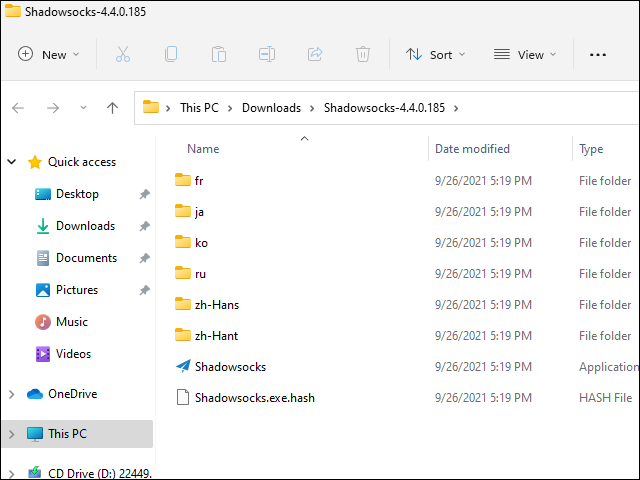 Shadowsocks-4.4.0.185
New Sort View
This PC Downloads Shadowsocks-4.4.0.185
Name Date modified Type
Quick access
Desktop
Downloads
Documents
Pictures
Music
Videos
OneDrive
This PC
CD Drive (D:) 22449.
fr 9/26/2021 5:19 PM File folder
ja 9/26/2021 5:19 PM File folder
ko 9/26/2021 5:19 PM File folder
ru 9/26/2021 5:19 PM File folder
zh-Hans 9/26/2021 5:19 PM File folder
zh-Hant 9/26/2021 5:19 PM File folder
Shadowsocks 9/26/2021 5:19 PM Application
Shadowsocks.exe.hash 9/26/2021 5:19 PM HASH File